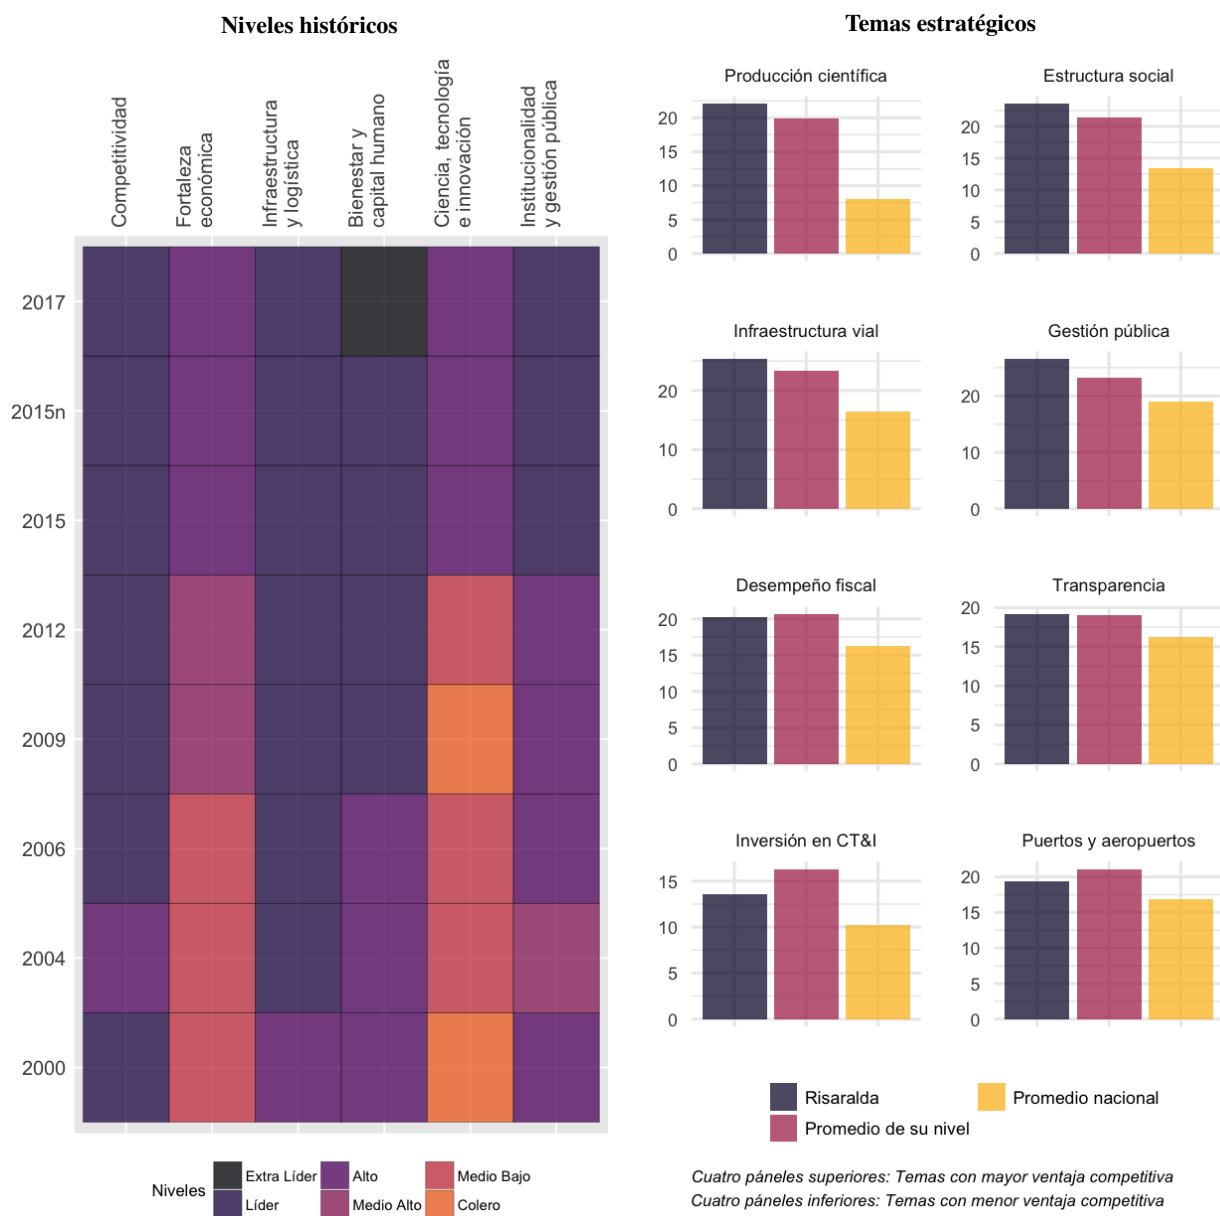 Niveles históricos
Competitividad
Fortaleza
económica
Infraestructura
y logística
Bienestar y
capital humano
Ciencia, tecnología
e innovación
Institucionalidad
y gestión pública
2017
2015n
2015
2012
2009
2006
2004
2000
Niveles
Extra Líder
Líder
Alto
Medio Alto
Medio Bajo
Colero
Temas estratégicos
Producción científica
20
15
10
5
0
Estructura social
20
15
10
5
0
Infraestructura vial
20
10
0
Gestión pública
20
10
0
Desempeño fiscal
20
15
10
5
0
Transparencia
20
15
10
5
0
Inversión en CT&I
15
10
5
0
Puertos y aeropuertos
20
15
10
5
0
Risaralda
Promedio de su nivel
Promedio nacional
Cuatro páneles superiores: Temas con mayor ventaja competitiva
Cuatro páneles inferiores: Temas con menor ventaja competitiva